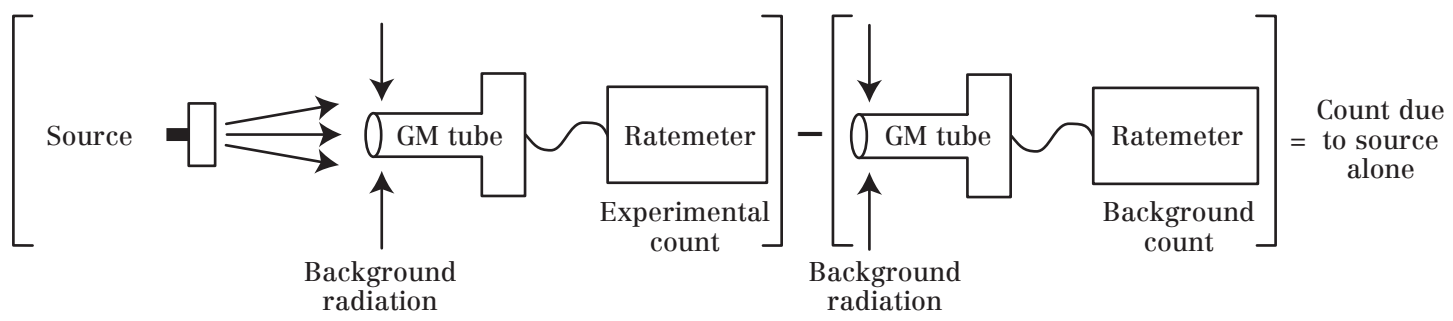 Source
GM tube
Ratemeter
Experimental
count
Background
radiation
–
GM tube
Ratemeter
Background
count
Background
radiation
=
Count due
to source
alone